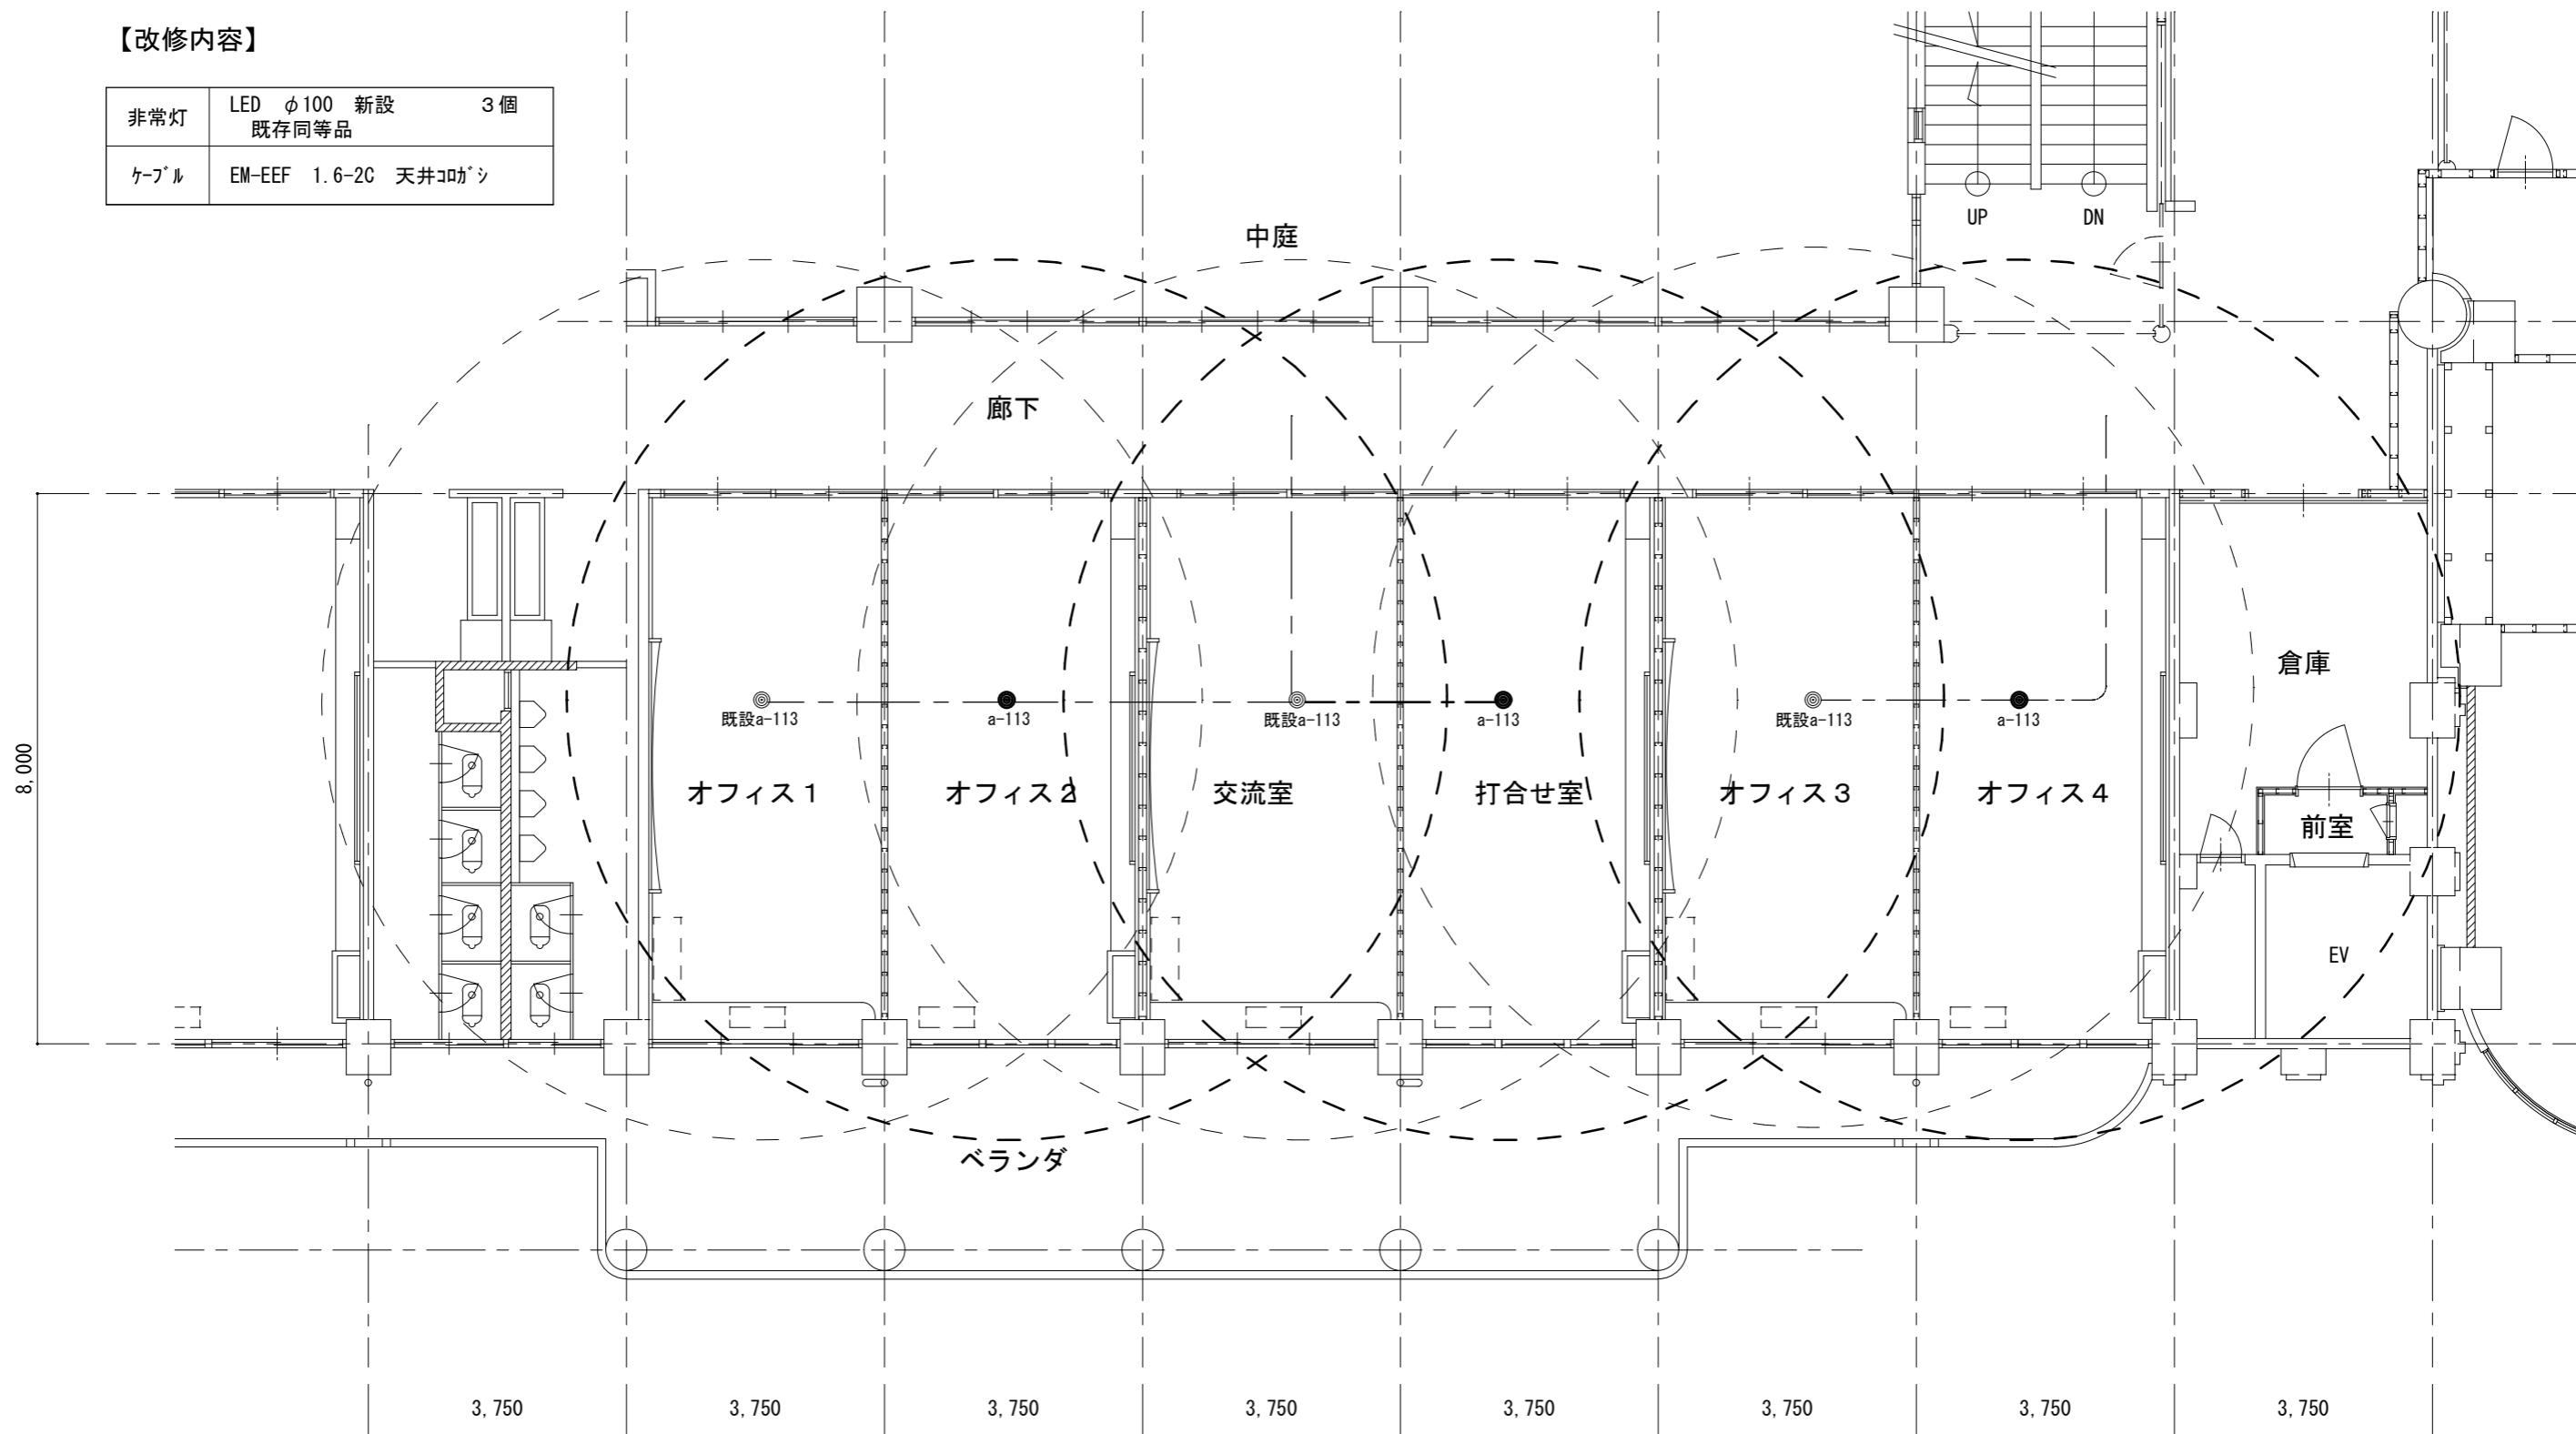 【改修内容】
非常灯 LED φ100 新設 3個
既存同等品
ｹｰﾌﾞﾙ EM-EEF 1.6-2C 天井ｺﾛｶﾞｼ
UP DN
中庭
廊下
倉庫
既設a-113 a-113 既設a-113 a-113 既設a-113 a-113
8,000
オフィス１ オフィス２ 交流室 打合せ室 オフィス３ オフィス４
前室
EV
ベランダ
3,750 3,750 3,750 3,750 3,750 3,750 3,750 3,750